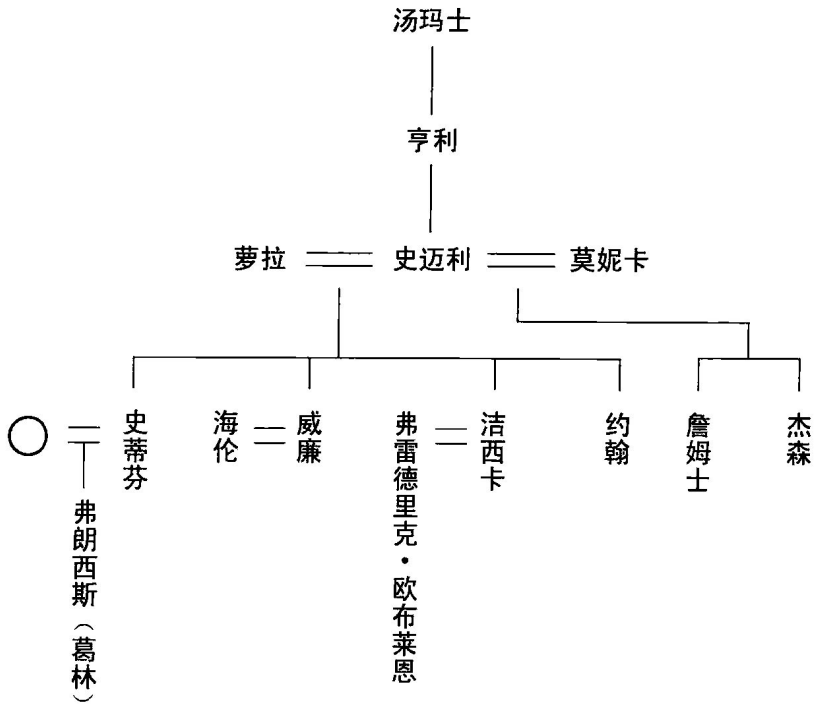 汤玛士
亨利
萝拉
史迈利
莫妮卡
史蒂芬
海伦
威廉
弗雷德里克·欧布莱恩
洁西卡
约翰
詹姆士
杰森
弗朗西斯（葛林）